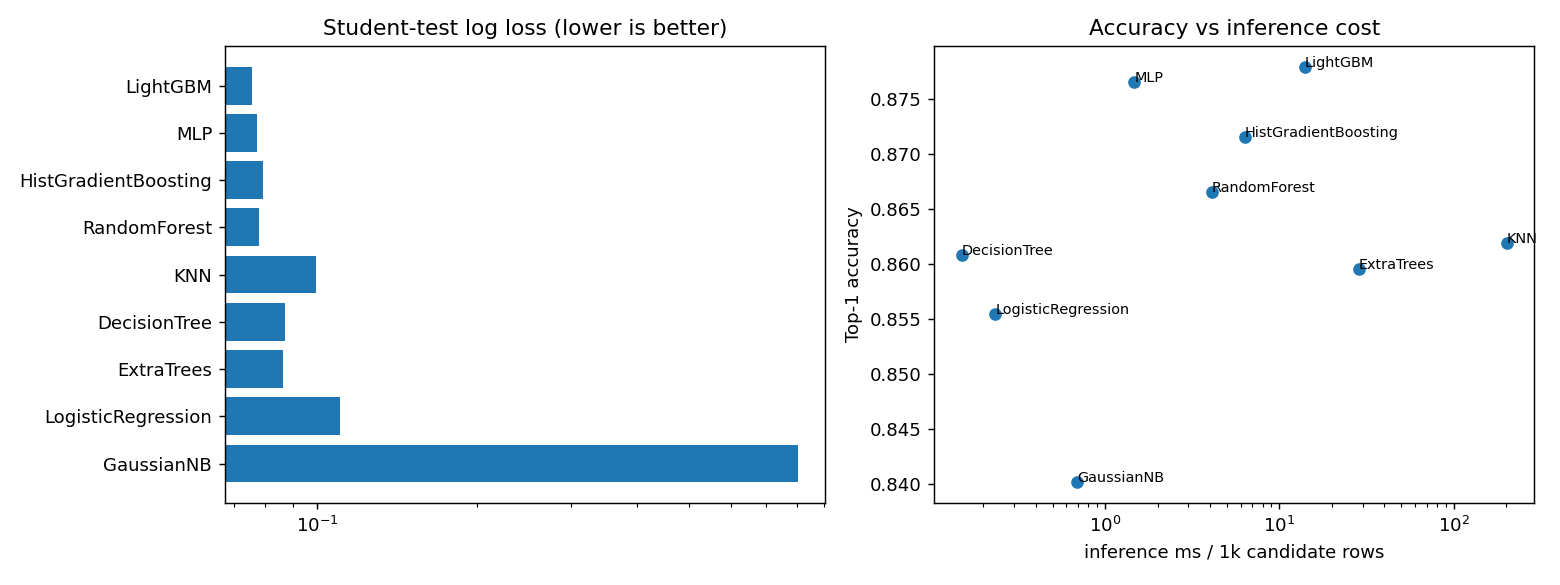 Student-test log loss (lower is better)
LightGBM
MLP
HistGradientBoosting
RandomForest
KNN
DecisionTree
ExtraTrees
LogisticRegression
GaussianNB
10⁻¹
Accuracy vs inference cost
Top-1 accuracy
0.875
0.870
0.865
0.860
0.855
0.850
0.845
0.840
LightGBM
MLP
HistGradientBoosting
RandomForest
KNN
DecisionTree
ExtraTrees
LogisticRegression
GaussianNB
10⁰ 10¹ 10²
inference ms / 1k candidate rows